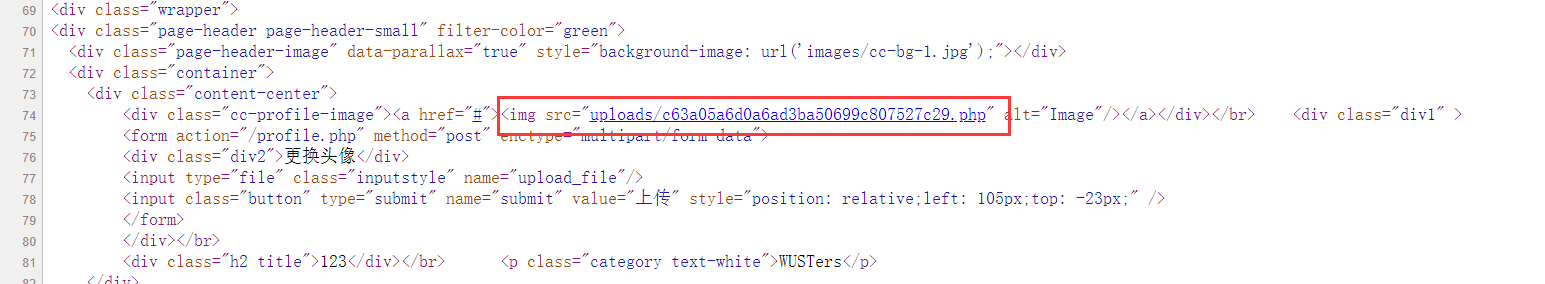 69 <div class="wrapper">
70 <div class="page-header page-header-small" filter-color="green">
71 <div class="page-header-image" data-parallax="true" style="background-image: url('images/cc-bg-1.jpg');"></div>
72 <div class="container">
73 <div class="content-center">
74 <div class="cc-profile-image"><a href="#"><img src="uploads/c63a05a6d0a6ad3ba50699c807527c29.php" alt="Image"/></a></div></br> <div class="div1" >
75 <form action="/profile.php" method="post" enctype="multipart/form-data">
76 <div class="div2">更换头像</div>
77 <input type="file" class="inputstyle" name="upload_file"/>
78 <input class="button" type="submit" name="submit" value="上传" style="position: relative;left: 105px;top: -23px;" />
79 </form>
80 </div></br>
81 <div class="h2 title">123</div></br> <p class="category text-white">WUSTers</p>
82 </div>